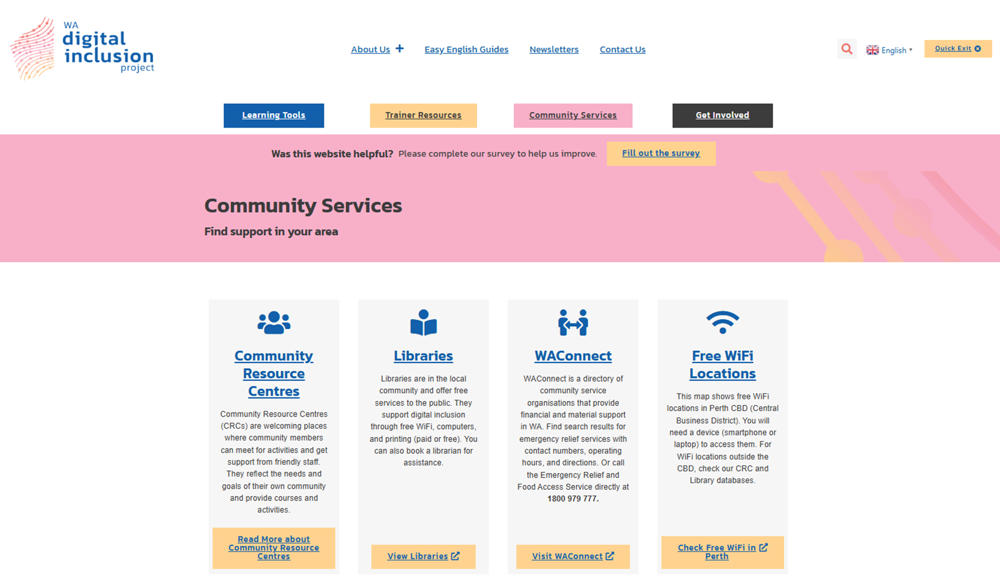 WA
digital
inclusion
project
About Us
Easy English Guides
Newsletters
Contact Us
English
Quick Exit
Learning Tools
Trainer Resources
Community Services
Get Involved
Was this website helpful? Please complete our survey to help us improve.
Fill out the survey
Community Services
Find support in your area
Community
Resource
Centres
Community Resource Centres
(CRCs) are welcoming places
where community members
can meet for activities and get
support from friendly staff.
They reflect the needs and
goals of their own community
and provide courses and
activities.
Read More about
Community Resource
Centres
Libraries
Libraries are in the local
community and offer free
services to the public. They
support digital inclusion
through free WiFi, computers,
and printing (paid or free). You
can also book a librarian for
assistance.
View Libraries
WAConnect
WAConnect is a directory of
community service
organisations that provide
financial and material support
in WA. Find search results for
emergency relief services with
contact numbers, operating
hours, and directions. Or call
the Emergency Relief and
Food Access Service directly at
1800 979 777.
Visit WAConnect
Free WiFi
Locations
This map shows free WiFi
locations in Perth CBD (Central
Business District). You will
need a device (smartphone or
laptop) to access them. For
WiFi locations outside the
CBD, check our CRC and
Library databases.
Check Free WiFi in
Perth